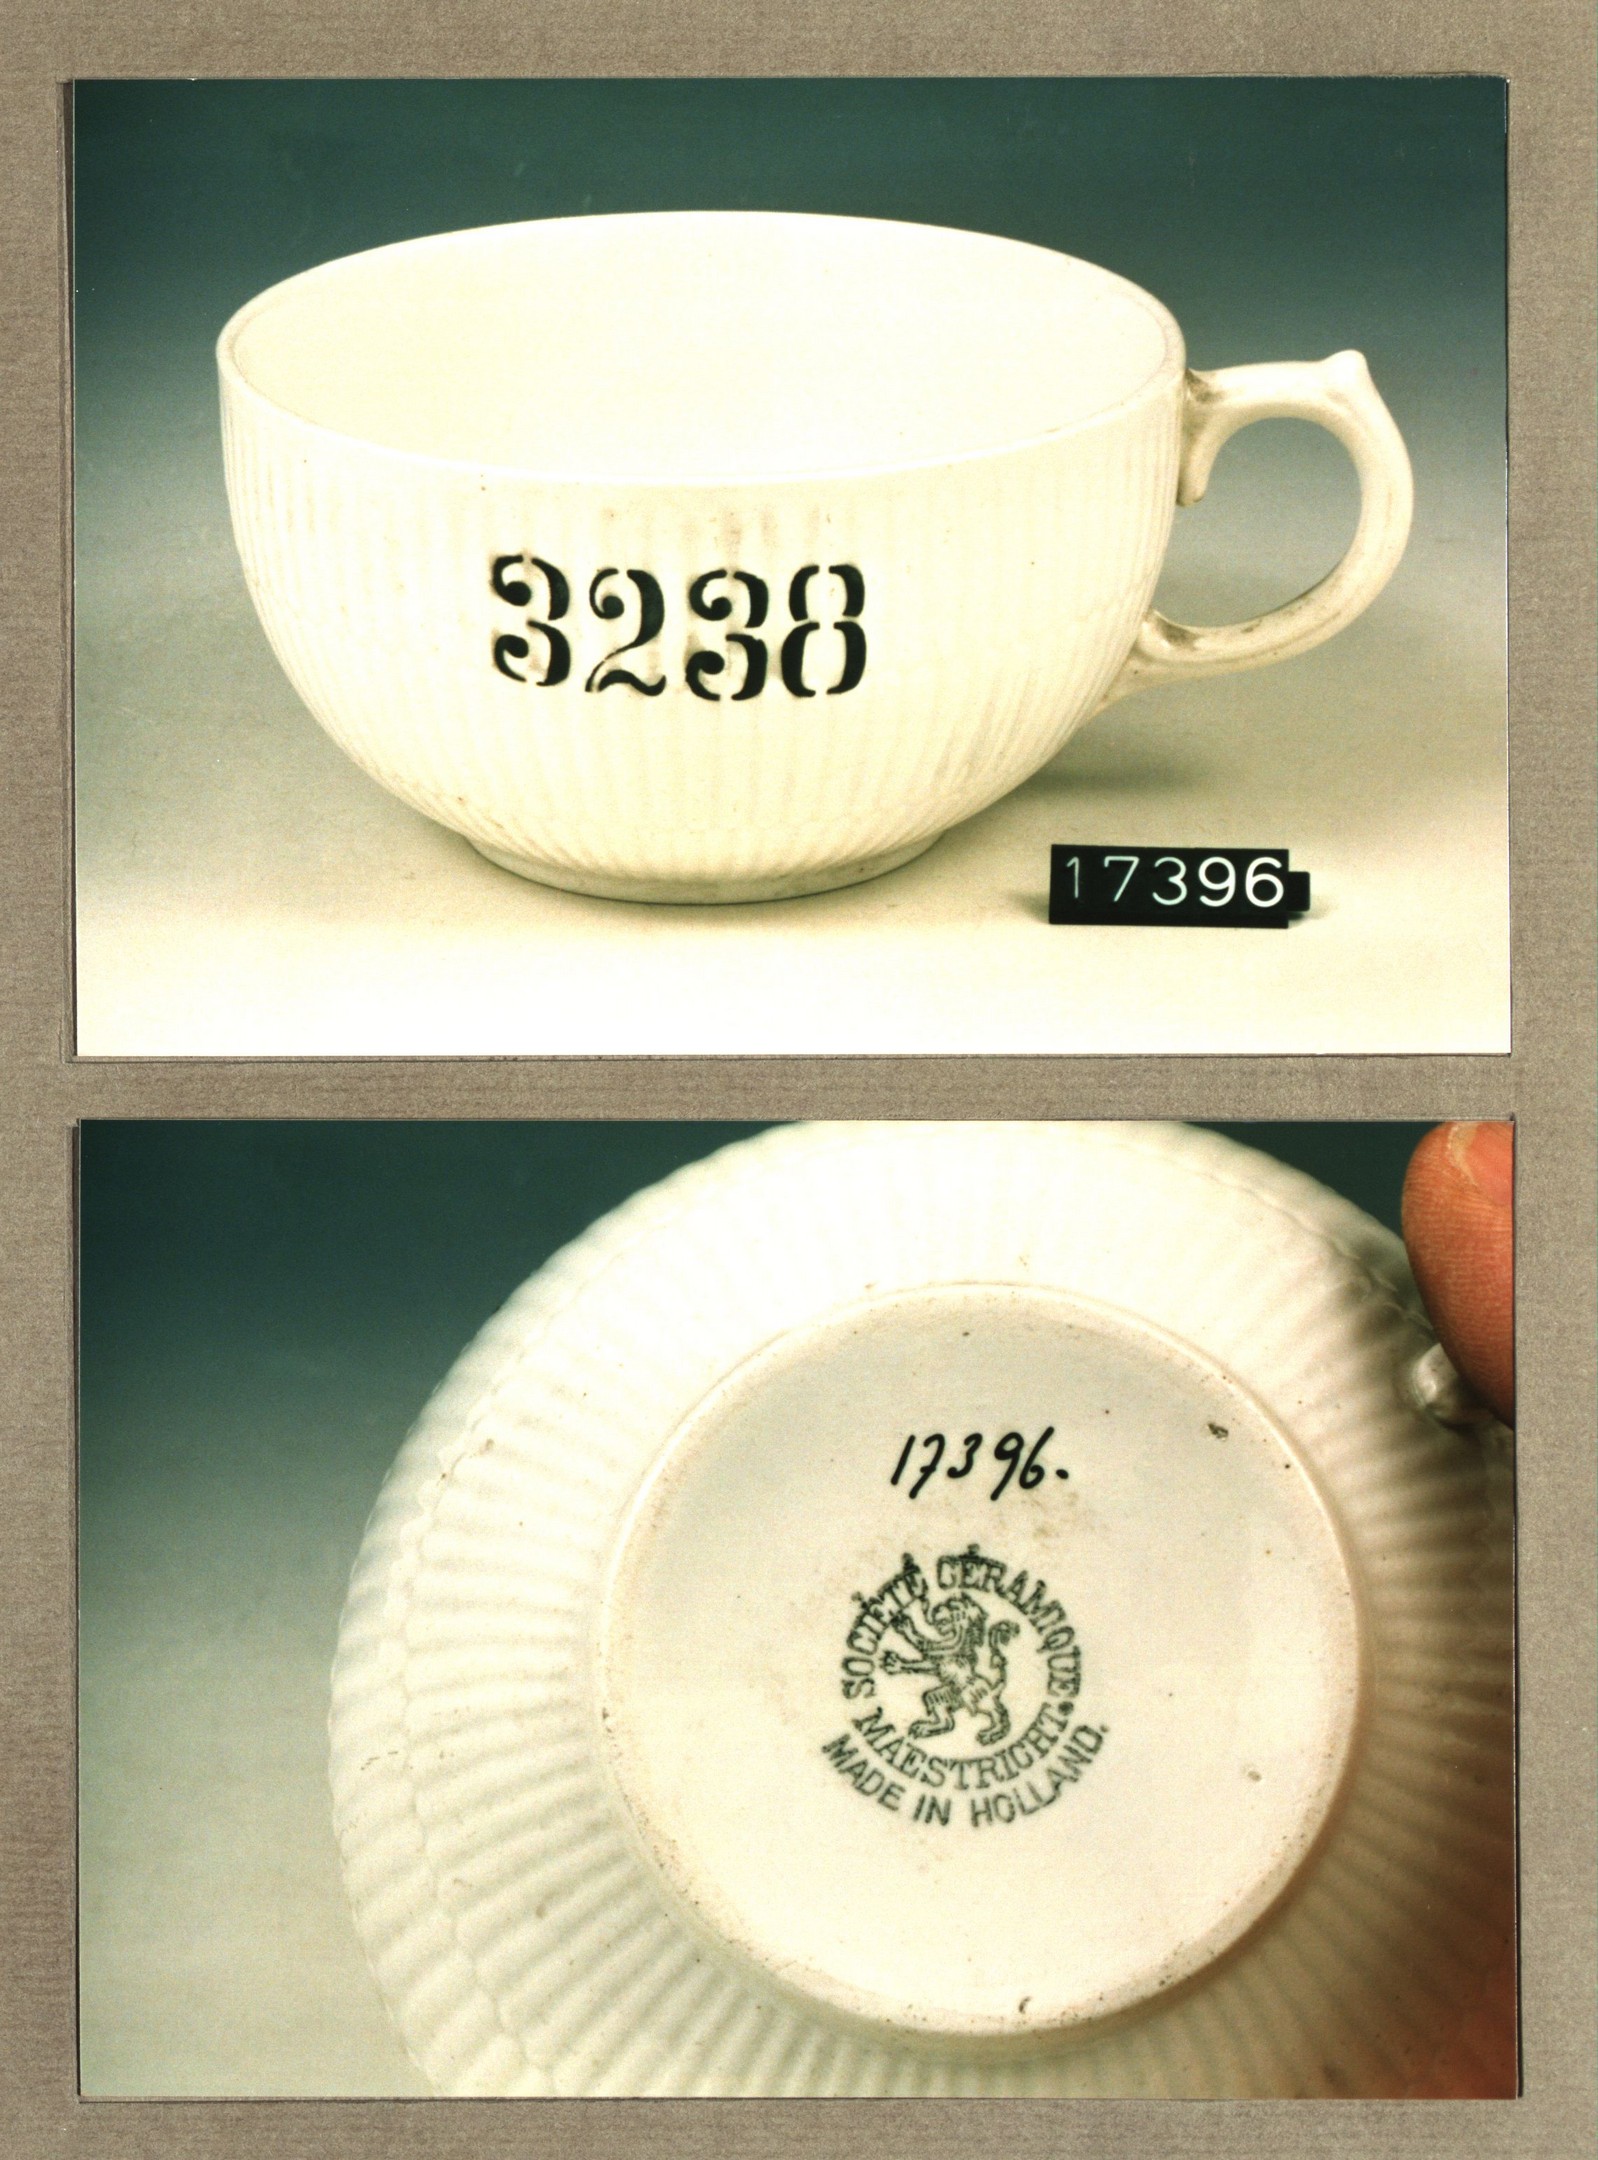 3238
17396
17396.
SOCIÉTÉ CÉRAMIQUE
MAESTRICHT.
MADE IN HOLLAND.